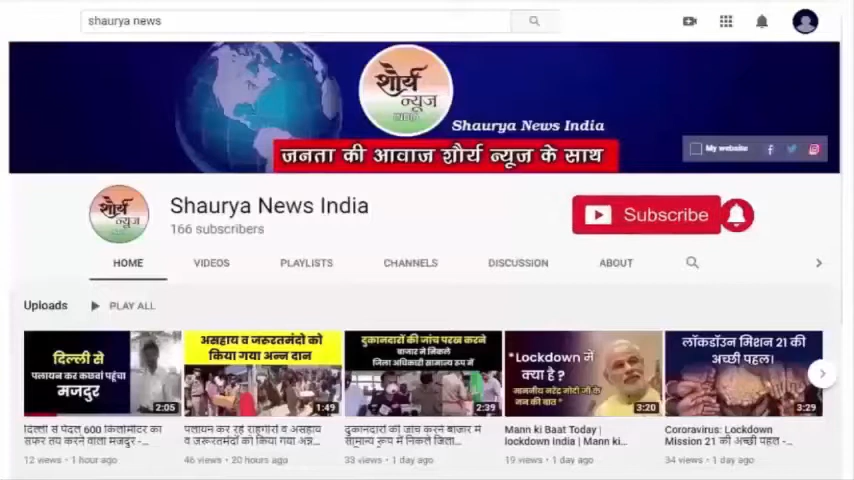 shaurya news
शौर्य
न्यूज
Shaurya News India
जनता की आवाज शौर्य न्यूज के साथ
My website
शौर्य
न्यूज
Shaurya News India
166 subscribers
Subscribe
HOME VIDEOS PLAYLISTS CHANNELS DISCUSSION ABOUT
Uploads PLAY ALL
दिल्ली से
पलायन कर कछवां पहुंचा
मजदुर
2:05
असहाय व जरूरतमंदो को
किया गया अन्न दान
1:49
दुकानदारों की जांच परख करने
बाजार मे निकले
जिला अधिकारी सामान्य रूप में
2:39
"Lockdown में
क्या है ?
माननीय नरेंद्र मोदी जी के
मन की बात "
3:20
लॉकडॉउन मिशन 21 की
अच्छी पहल।
3:29
दिल्ली से पैदल 600 किलोमीटर का
सफर तय करने वाला मजदुर -...
12 views • 1 hour ago
पलायन कर रहे राहगीरों व असहाय
व जरूरतमंदों को किया गया अन्न...
46 views • 20 hours ago
दुकानदारों की जांच करने बाजार में
सामान्य रूप में निकले जिला...
33 views • 1 day ago
Mann ki Baat Today |
lockdown India | Mann ki...
19 views • 1 day ago
Cororavirus: Lockdown
Mission 21 की अच्छी पहल -...
34 views • 1 day ago